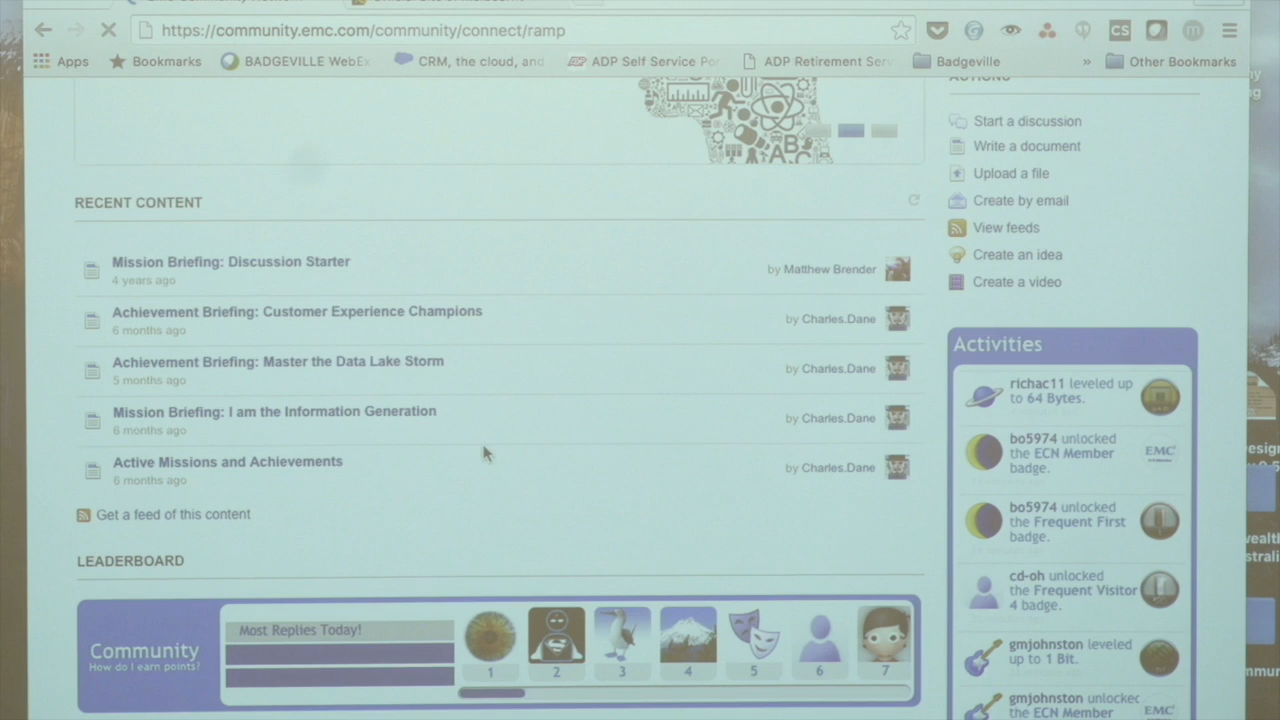 https://community.emc.com/community/connect/ramp
CS
Apps
Bookmarks
BADGEVILLE WebEx
CRM, the cloud, and
ADP Self Service Por
ADP Retirement Ser
Badgeville
»
Other Bookmarks
ACTIONS
Start a discussion
Write a document
Upload a file
Create by email
View feeds
Create an idea
Create a video
RECENT CONTENT
Mission Briefing: Discussion Starter
4 years ago
by Matthew Brender
Achievement Briefing: Customer Experience Champions
6 months ago
by Charles.Dane
Achievement Briefing: Master the Data Lake Storm
5 months ago
by Charles.Dane
Mission Briefing: I am the Information Generation
6 months ago
by Charles.Dane
Active Missions and Achievements
6 months ago
by Charles.Dane
Get a feed of this content
LEADERBOARD
Community
How do I earn points?
Most Replies Today!
1
2
3
4
5
6
7
Activities
richac11 leveled up
to 64 Bytes.
bo5974 unlocked
the ECN Member
badge.
EMC²
bo5974 unlocked
the Frequent First
badge.
cd-oh unlocked
the Frequent Visitor
4 badge.
gmjohnston leveled
up to 1 Bit.
gmjohnston unlocked
the ECN Member
EMC²